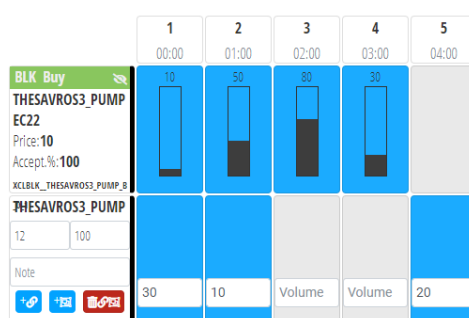 1 2 3 4 5
00:00 01:00 02:00 03:00 04:00
BLK Buy
10 50 80 30
THESAVROS3_PUMP
EC22
Price:10
Accept.%:100
XCLBLK_THESAVROS3_PUMP_B
THESAVROS3_PUMP
12 100
Note
30 10 Volume Volume 20